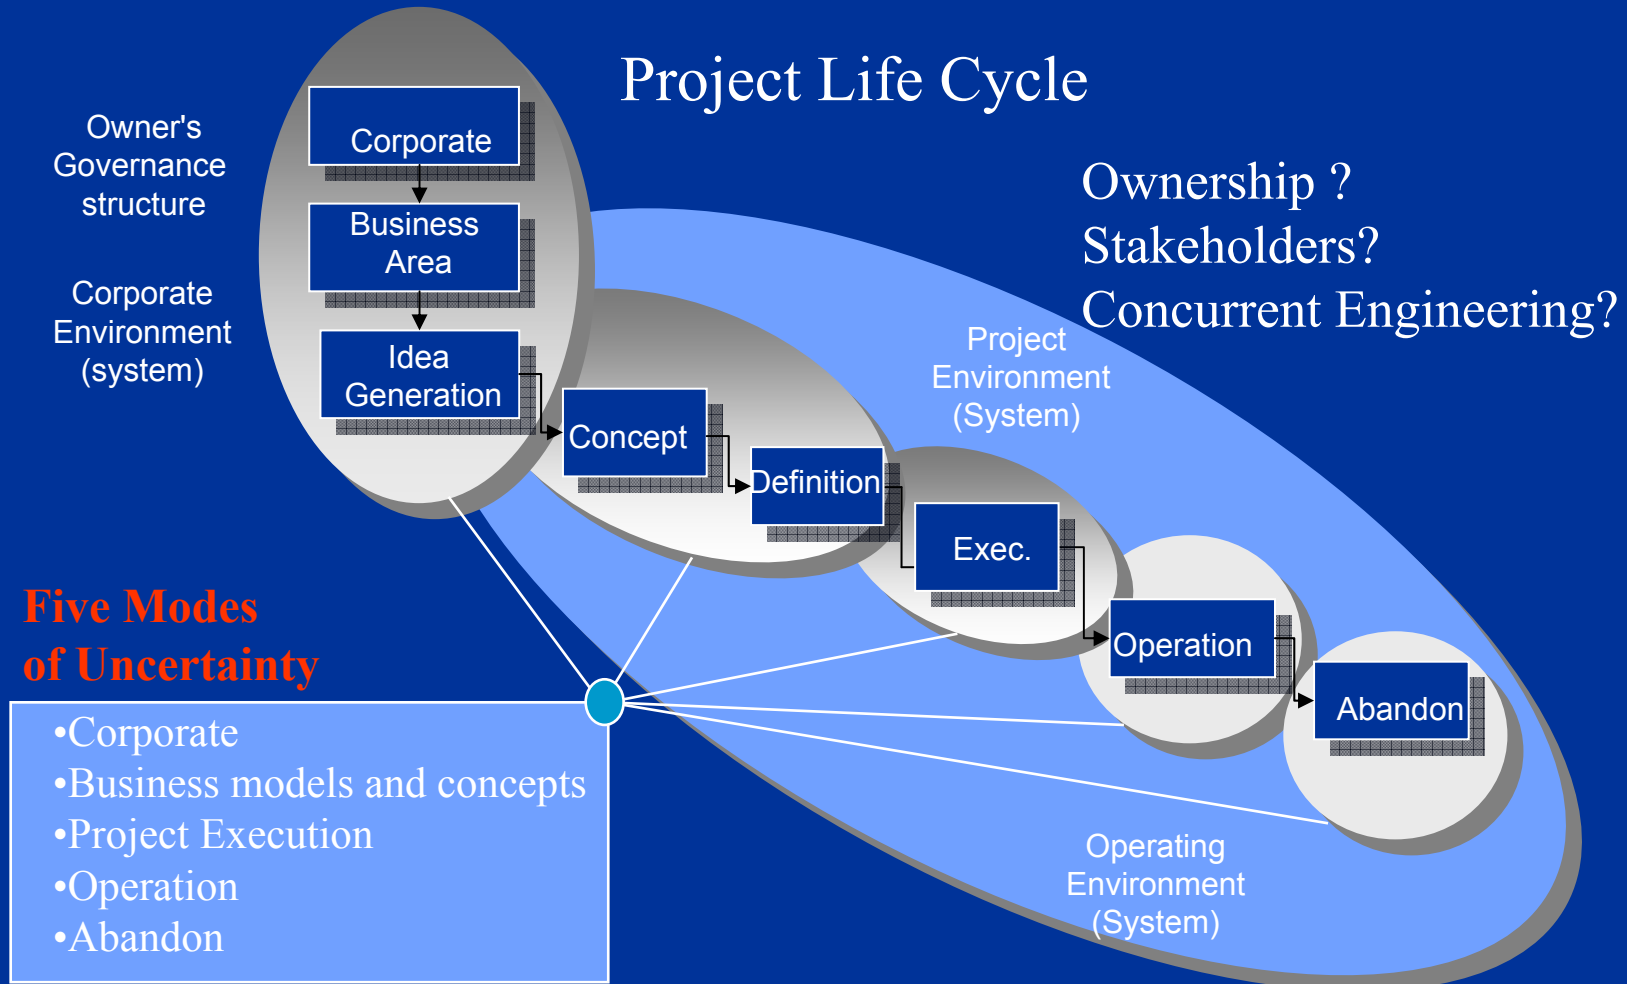 Project Life Cycle
Owner's
Governance
structure
Corporate
Environment
(system)
Corporate
Business
Area
Idea
Generation
Concept
Definition
Exec.
Operation
Abandon
Ownership ?
Stakeholders?
Concurrent Engineering?
Project
Environment
(System)
Operating
Environment
(System)
Five Modes
of Uncertainty
•Corporate
•Business models and concepts
•Project Execution
•Operation
•Abandon